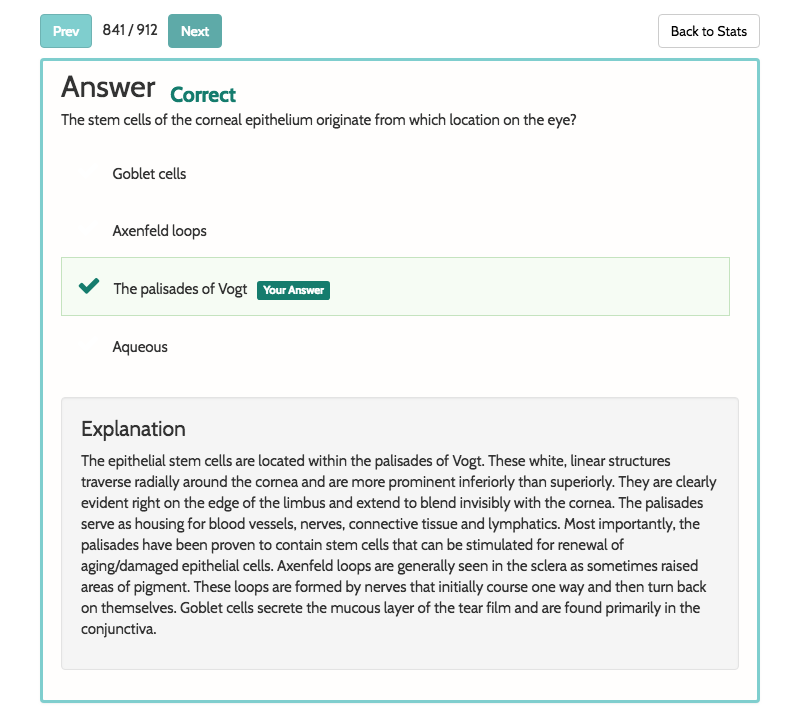 Prev 841 / 912 Next Back to Stats
Answer Correct
The stem cells of the corneal epithelium originate from which location on the eye?
Goblet cells
Axenfeld loops
The palisades of Vogt Your Answer
Aqueous
Explanation
The epithelial stem cells are located within the palisades of Vogt. These white, linear structures
traverse radially around the cornea and are more prominent inferiorly than superiorly. They are clearly
evident right on the edge of the limbus and extend to blend invisibly with the cornea. The palisades
serve as housing for blood vessels, nerves, connective tissue and lymphatics. Most importantly, the
palisades have been proven to contain stem cells that can be stimulated for renewal of
aging/damaged epithelial cells. Axenfeld loops are generally seen in the sclera as sometimes raised
areas of pigment. These loops are formed by nerves that initially course one way and then turn back
on themselves. Goblet cells secrete the mucous layer of the tear film and are found primarily in the
conjunctiva.